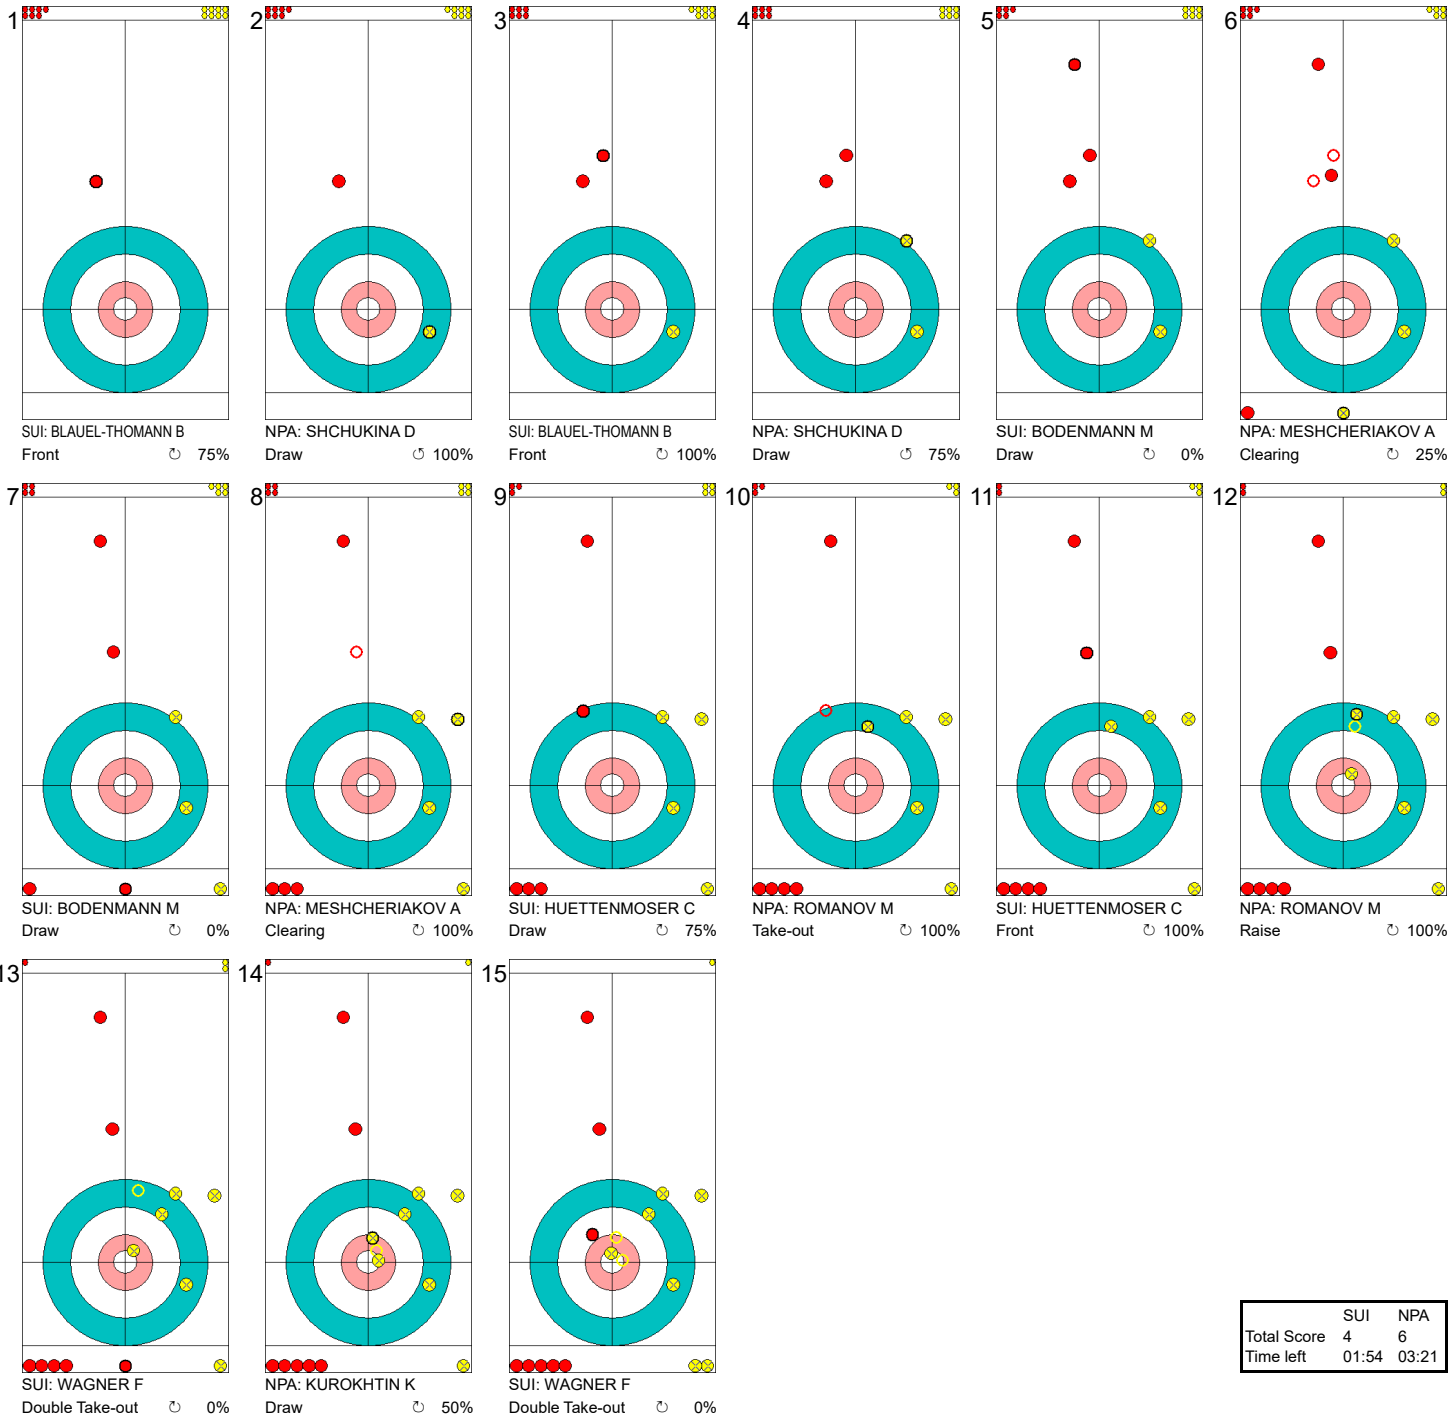 1 2 3 4 5 6
SUI: BLAUEL-THOMANN B NPA: SHCHUKINA D SUI: BLAUEL-THOMANN B NPA: SHCHUKINA D SUI: BODENMANN M NPA: MESHCHERIAKOV A
Front ↻ 75% Draw ↺ 100% Front ↻ 100% Draw ↺ 75% Draw ↻ 0% Clearing ↻ 25%
7 8 9 10 11 12
SUI: BODENMANN M NPA: MESHCHERIAKOV A SUI: HUETTENMOSER C NPA: ROMANOV M SUI: HUETTENMOSER C NPA: ROMANOV M
Draw ↻ 0% Clearing ↻ 100% Draw ↻ 75% Take-out ↻ 100% Front ↻ 100% Raise ↻ 100%
13 14 15
SUI: WAGNER F NPA: KUROKHTIN K SUI: WAGNER F
Double Take-out ↻ 0% Draw ↻ 50% Double Take-out ↻ 0%
SUI NPA
Total Score 4 6
Time left 01:54 03:21